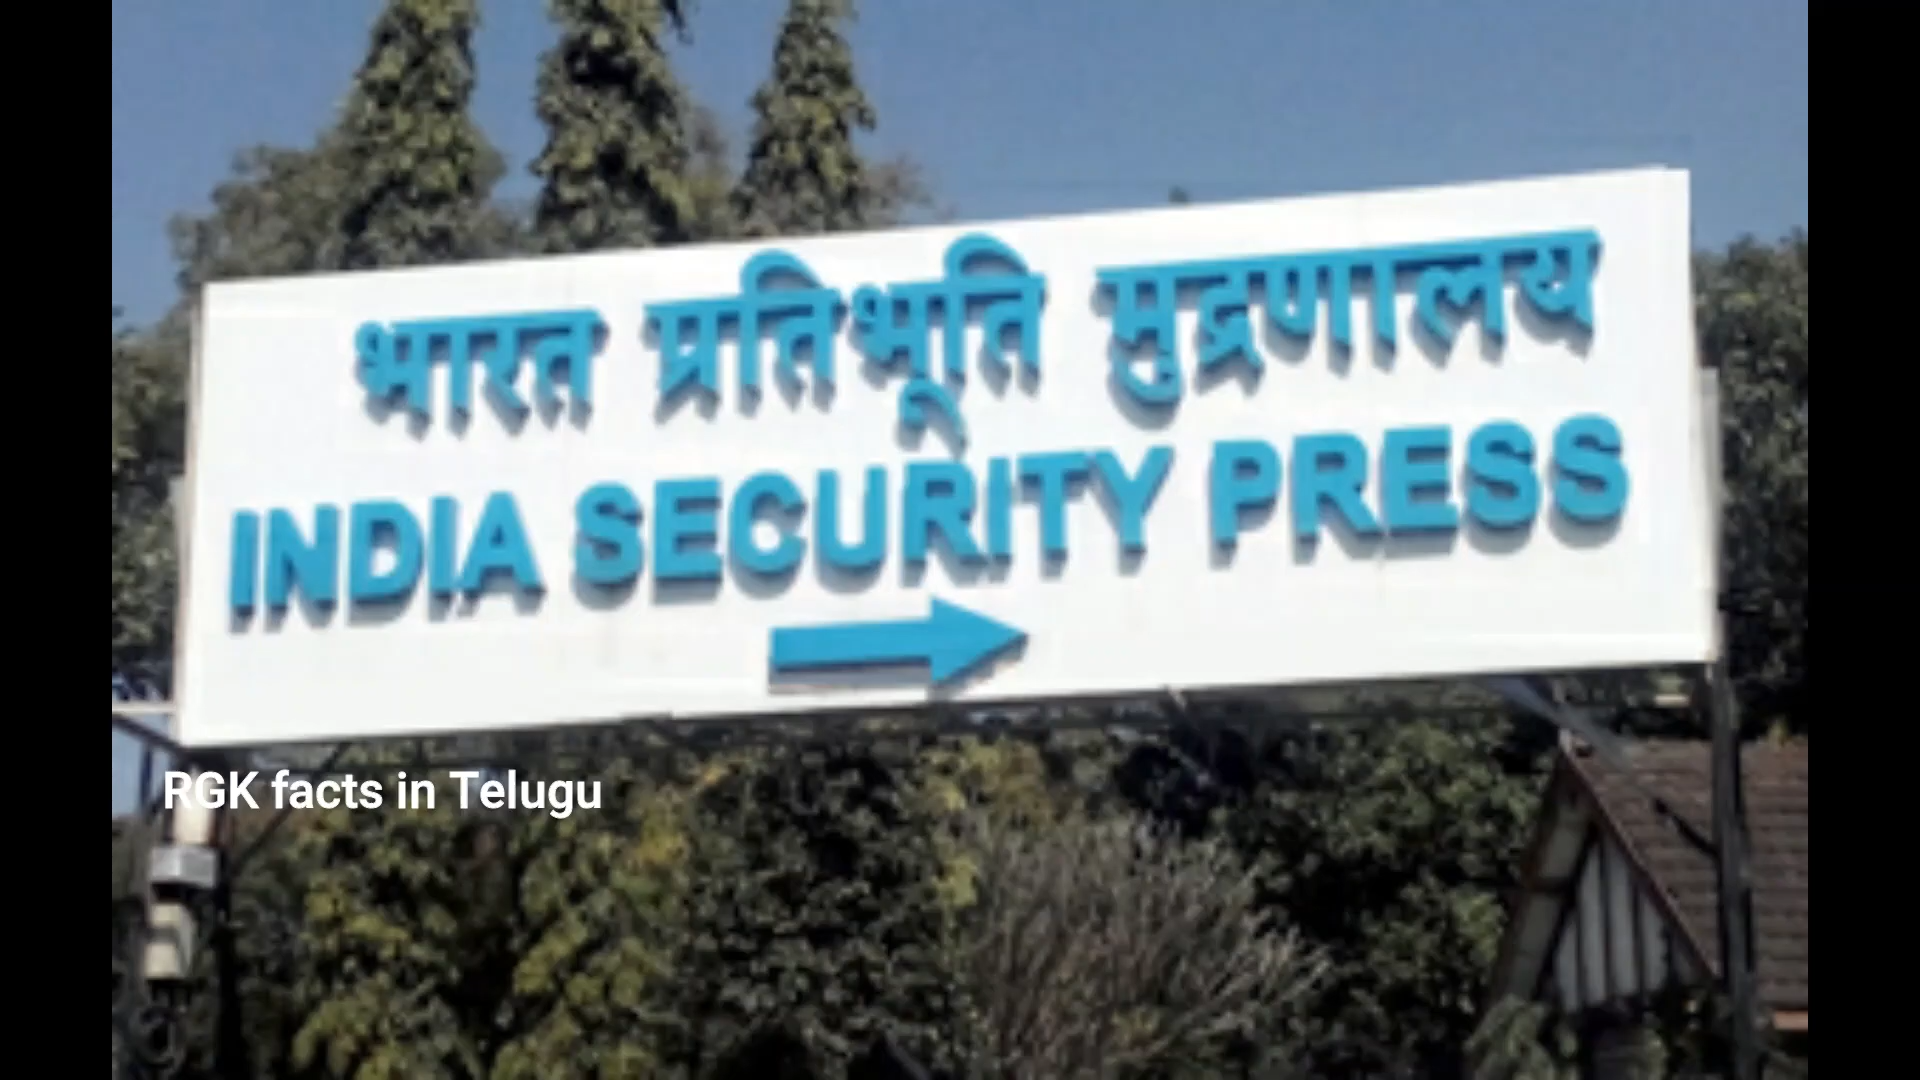 भारत प्रतिभूति मुद्रणालय
INDIA SECURITY PRESS
RGK facts in Telugu